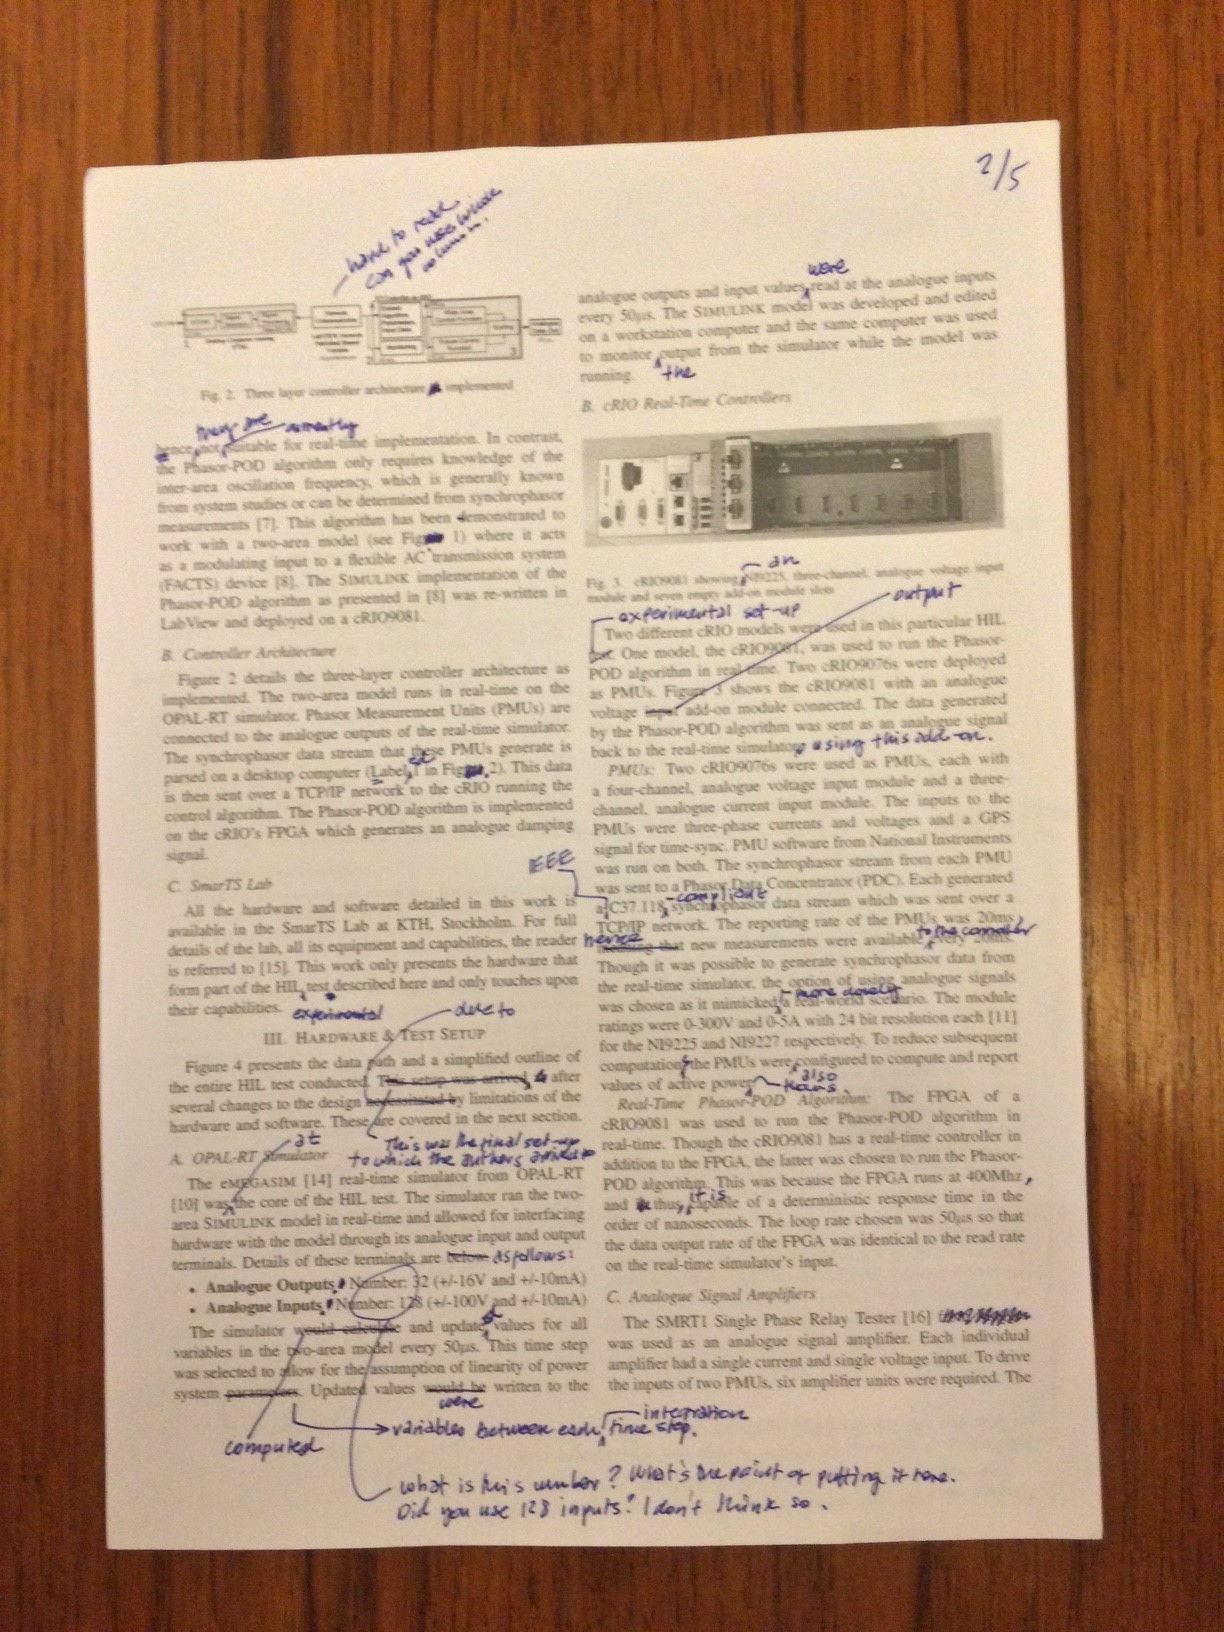 2/5
hard to read
can you use whole
column.
Fig. 2. Three layer controller architecture implemented
they are currently
hence not suitable for real-time implementation. In contrast,
the Phasor-POD algorithm only requires knowledge of the
inter-area oscillation frequency, which is generally known
from system studies or can be determined from synchrophasor
measurements [7]. This algorithm has been demonstrated to
work with a two-area model (see Fig 1) where it acts
as a modulating input to a flexible AC transmission system
(FACTS) device [8]. The SIMULINK implementation of the
Phasor-POD algorithm as presented in [8] was re-written in
LabView and deployed on a cRIO9081.
B. Controller Architecture
Figure 2 details the three-layer controller architecture as
implemented. The two-area model runs in real-time on the
OPAL-RT simulator. Phasor Measurement Units (PMUs) are
connected to the analogue outputs of the real-time simulator.
The synchrophasor data stream that these PMUs generate is
parsed on a desktop computer (Label 1 in Fig. 2). This data
ed
is then sent over a TCP/IP network to the cRIO running the
control algorithm. The Phasor-POD algorithm is implemented
on the cRIO's FPGA which generates an analogue damping
signal.
C. SmarTS Lab
All the hardware and software detailed in this work is
available in the SmarTS Lab at KTH, Stockholm. For full
details of the lab, all its equipment and capabilities, the reader
is referred to [15]. This work only presents the hardware that
form part of the HIL test described here and only touches upon
their capabilities.
experimental
due to
III. HARDWARE & TEST SETUP
Figure 4 presents the data path and a simplified outline of
the entire HIL test conducted. This setup was arrived after
several changes to the design necessitated by limitations of the
hardware and software. These are covered in the next section.
at
This was the final set-up
to which the authors arrived to
A. OPAL-RT Simulator
The eMEGASIM [14] real-time simulator from OPAL-RT
[10] was the core of the HIL test. The simulator ran the two-
area SIMULINK model in real-time and allowed for interfacing
hardware with the model through its analogue input and output
terminals. Details of these terminals are below. as follows:
• Analogue Outputs Number: 32 (+/-16V and +/-10mA)
• Analogue Inputs Number: 128 (+/-100V and +/-10mA)
The simulator would calculate and update values for all
d
variables in the two-area model every 50μs. This time step
was selected to allow for the assumption of linearity of power
system parameters. Updated values would be written to the
were
integration
variables between each time step.
computed
What is this number? What's the point of putting it here.
Did you use 128 inputs? I don't think so.
were
analogue outputs and input values read at the analogue inputs
every 50μs. The SIMULINK model was developed and edited
on a workstation computer and the same computer was used
to monitor output from the simulator while the model was
running.
the
B. cRIO Real-Time Controllers
an
Fig. 3. cRIO9081 showing NI9225, three-channel, analogue voltage input
module and seven empty add-on module slots
output
experimental set-up
Two different cRIO models were used in this particular HIL
test. One model, the cRIO9081, was used to run the Phasor-
POD algorithm in real-time. Two cRIO9076s were deployed
as PMUs. Figure 3 shows the cRIO9081 with an analogue
voltage input add-on module connected. The data generated
by the Phasor-POD algorithm was sent as an analogue signal
back to the real-time simulator, using this add-on.
PMUs: Two cRIO9076s were used as PMUs, each with
a four-channel, analogue voltage input module and a three-
channel, analogue current input module. The inputs to the
PMUs were three-phase currents and voltages and a GPS
signal for time-sync. PMU software from National Instruments
was run on both. The synchrophasor stream from each PMU
IEEE
was sent to a Phasor Data Concentrator (PDC). Each generated
-compliant
a C37.118 synchrophasor data stream which was sent over a
TCP/IP network. The reporting rate of the PMUs was 20ms,
hence
to the controller
meaning that new measurements were available every 20ms.
Though it was possible to generate synchrophasor data from
the real-time simulator, the option of using analogue signals
more closely
was chosen as it mimicked a real-world scenario. The module
ratings were 0-300V and 0-5A with 24 bit resolution each [11]
for the NI9225 and NI9227 respectively. To reduce subsequent
computation, the PMUs were configured to compute and report
also
values of active power
Real-Time Phasor-POD Algorithm: The FPGA of a
cRIO9081 was used to run the Phasor-POD algorithm in
real-time. Though the cRIO9081 has a real-time controller in
addition to the FPGA, the latter was chosen to run the Phasor-
POD algorithm. This was because the FPGA runs at 400Mhz,
it is
and thus, capable of a deterministic response time in the
order of nanoseconds. The loop rate chosen was 50μs so that
the data output rate of the FPGA was identical to the read rate
on the real-time simulator's input.
C. Analogue Signal Amplifiers
The SMRT1 Single Phase Relay Tester [16]
was used as an analogue signal amplifier. Each individual
amplifier had a single current and single voltage input. To drive
the inputs of two PMUs, six amplifier units were required. The